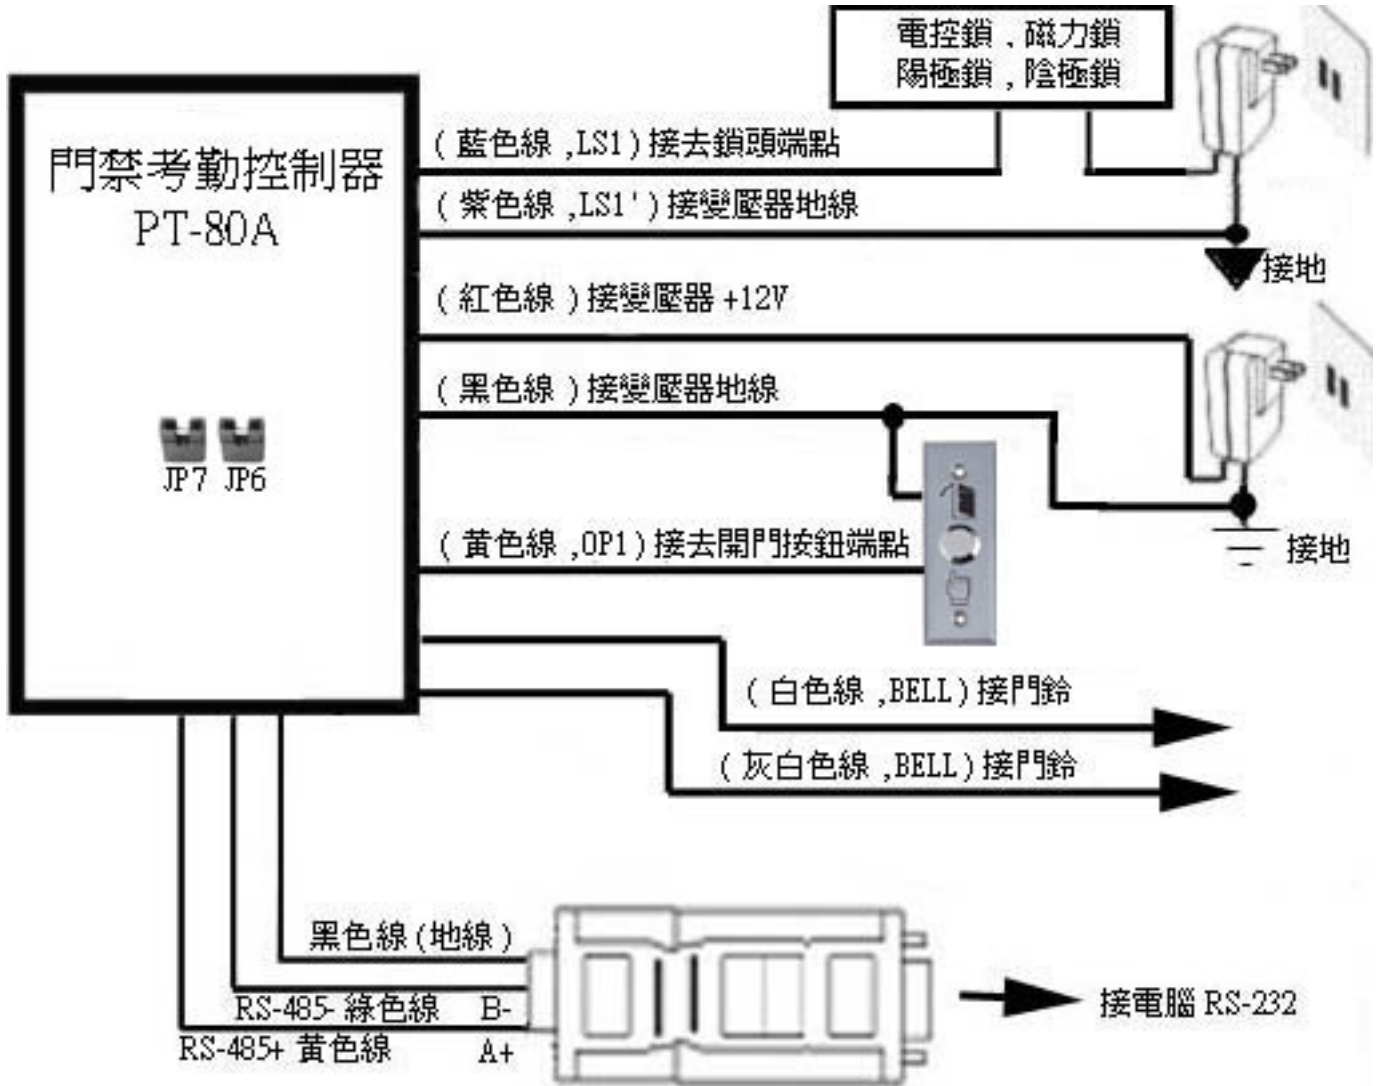 電控鎖，磁力鎖
陽極鎖，陰極鎖
門禁考勤控制器
PT-80A
(藍色線,LS1)接去鎖頭端點
(紫色線,LS1')接變壓器地線
接地
(紅色線)接變壓器+12V
(黑色線)接變壓器地線
JP7 JP6
(黃色線,OP1)接去開門按鈕端點
接地
(白色線,BELL)接門鈴
(灰白色線,BELL)接門鈴
黑色線(地線)
RS-485- 綠色線 B-
RS-485+ 黃色線 A+
接電腦 RS-232